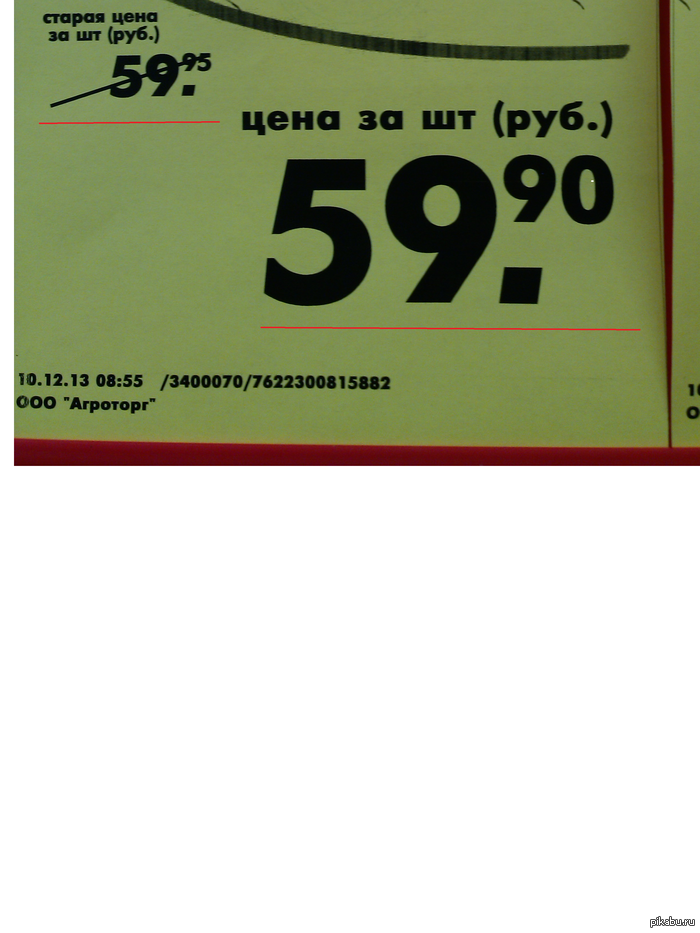 старая цена
за шт (руб.)
59.95
цена за шт (руб.)
59.90
10.12.13 08:55 /3400070/7622300815882
ООО "Агроторг"
10
О
pikabu.ru